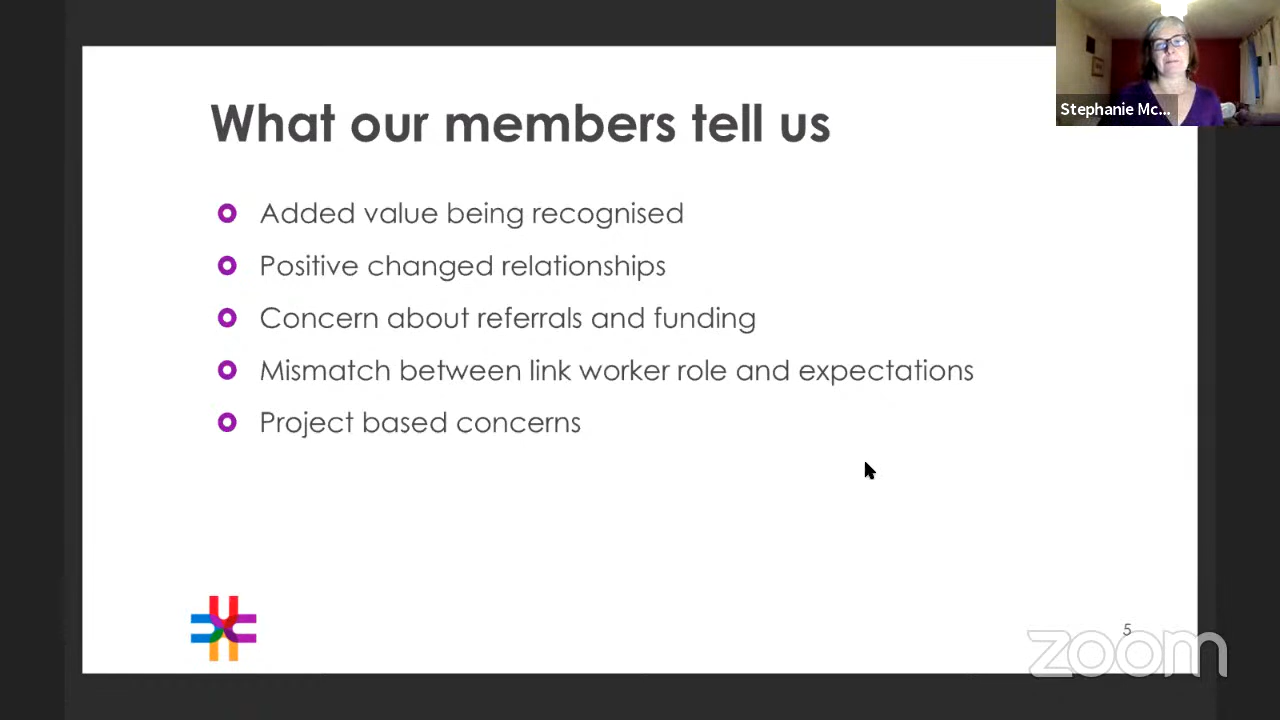 What our members tell us
Added value being recognised
Positive changed relationships
Concern about referrals and funding
Mismatch between link worker role and expectations
Project based concerns
Stephanie Mc...
5
zoom